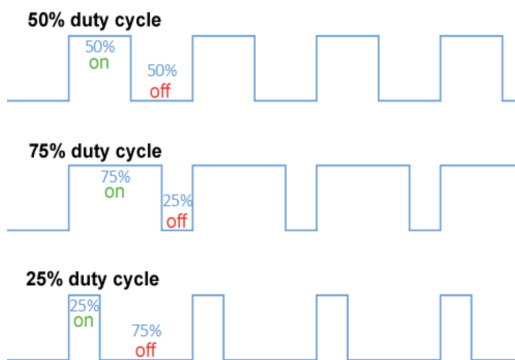 50% duty cycle
50%
on
50%
off
75% duty cycle
75%
on
25%
off
25% duty cycle
25%
on
75%
off